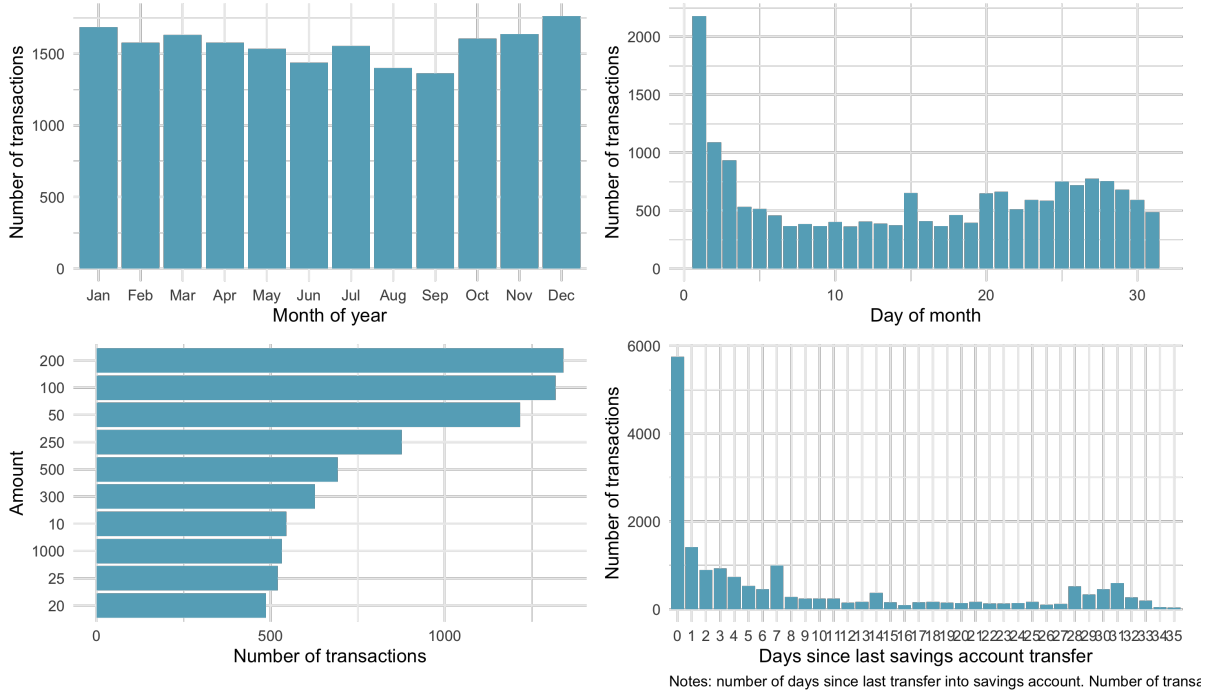 Number of transactions
1500
1000
500
0
Jan Feb Mar Apr May Jun Jul Aug Sep Oct Nov Dec
Month of year
Number of transactions
2000
1500
1000
500
0
0 10 20 30
Day of month
Amount
200
100
50
250
500
300
10
1000
25
20
0 500 1000
Number of transactions
Number of transactions
6000
4000
2000
0
0 1 2 3 4 5 6 7 8 9 10 11 12 13 14 15 16 17 18 19 20 21 22 23 24 25 26 27 28 29 30 31 32 33 34 35
Days since last savings account transfer
Notes: number of days since last transfer into savings account. Number of transa